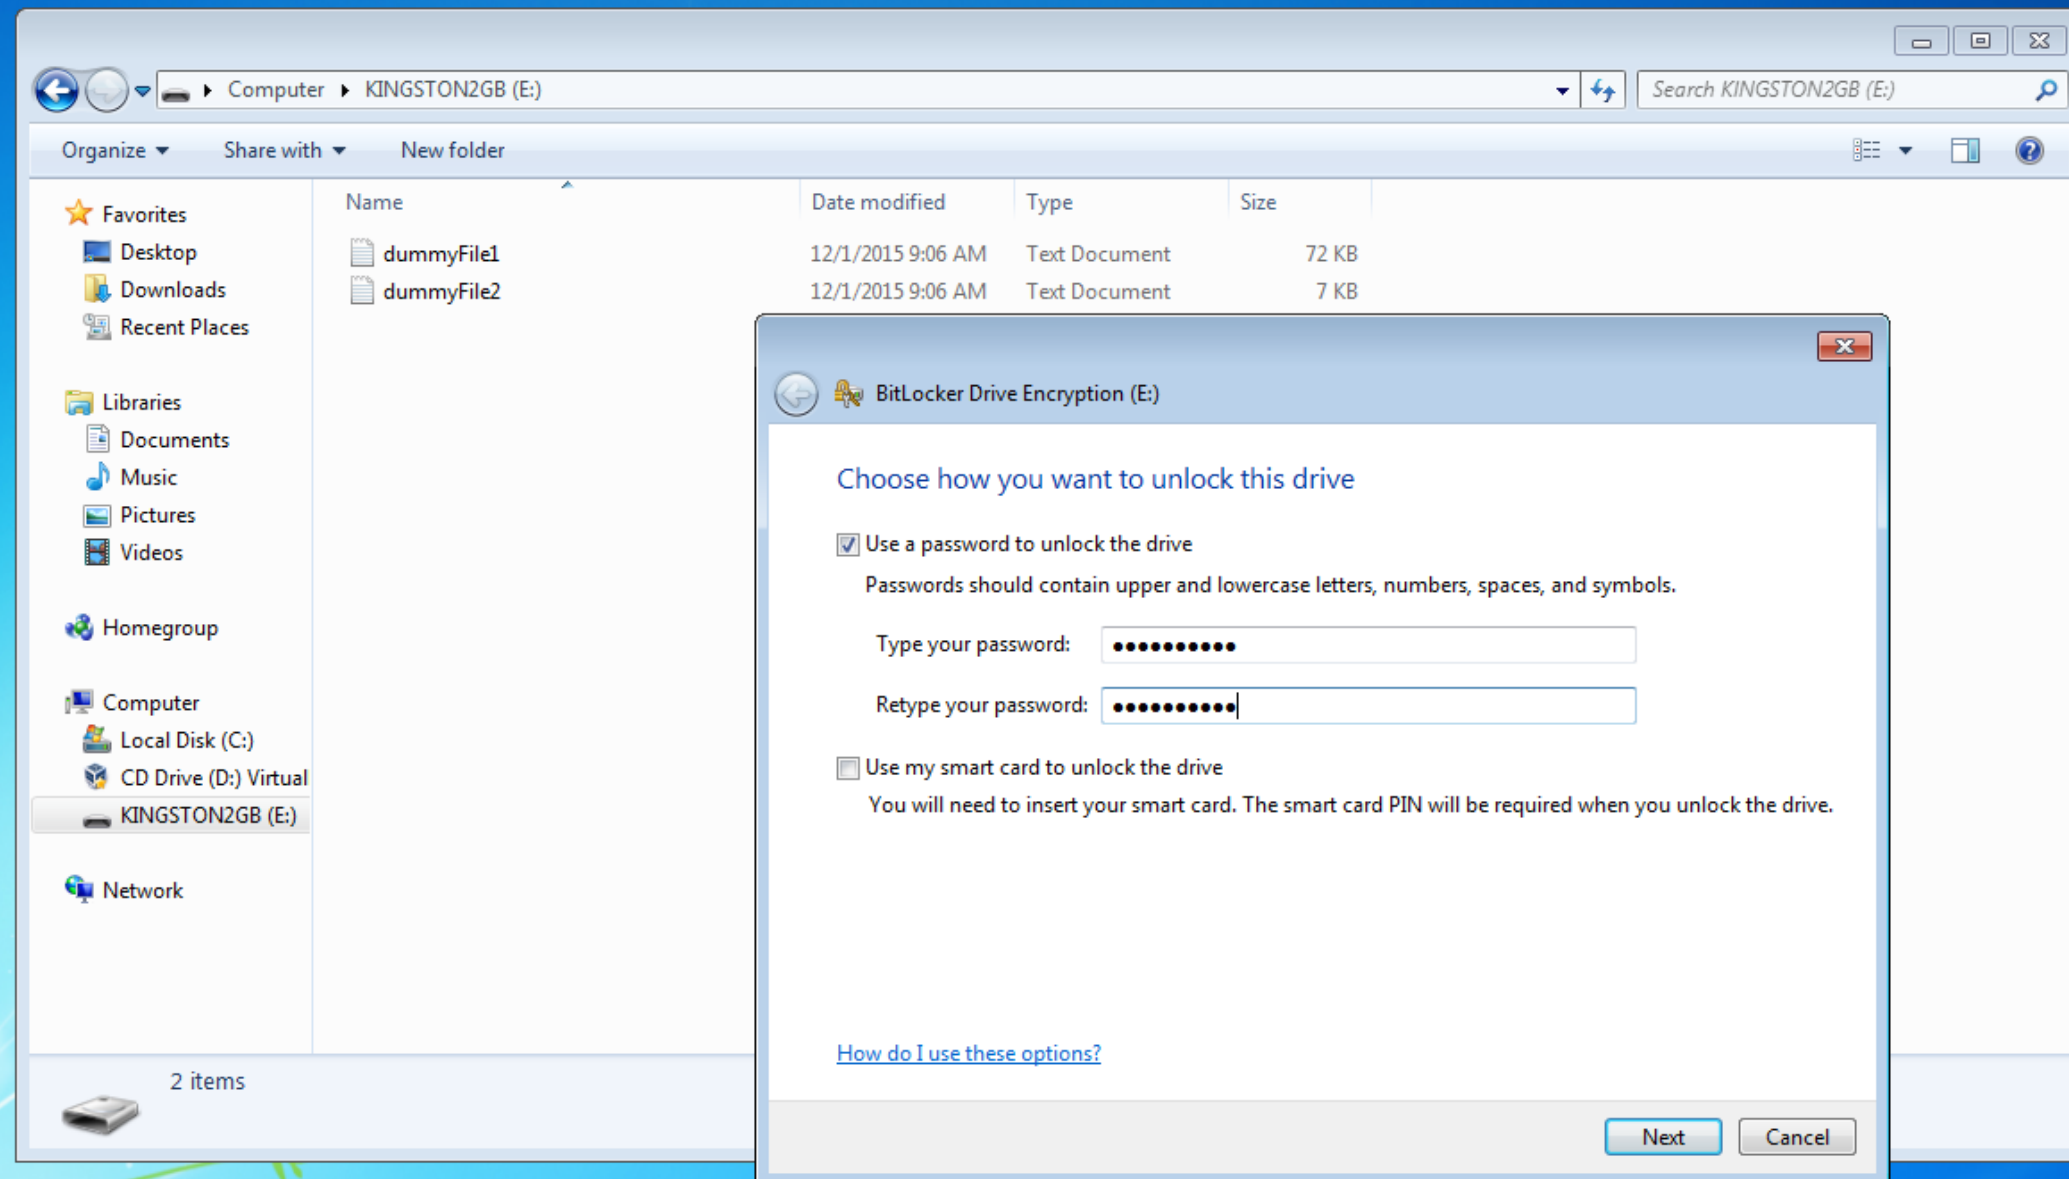 Computer KINGSTON2GB (E:)
Search KINGSTON2GB (E:)
Organize Share with New folder
Favorites
Desktop
Downloads
Recent Places
Libraries
Documents
Music
Pictures
Videos
Homegroup
Computer
Local Disk (C:)
CD Drive (D:) Virtual
KINGSTON2GB (E:)
Network
Name Date modified Type Size
dummyFile1 12/1/2015 9:06 AM Text Document 72 KB
dummyFile2 12/1/2015 9:06 AM Text Document 7 KB
2 items
BitLocker Drive Encryption (E:)
Choose how you want to unlock this drive
Use a password to unlock the drive
Passwords should contain upper and lowercase letters, numbers, spaces, and symbols.
Type your password: ●●●●●●●●●●
Retype your password: ●●●●●●●●●●
Use my smart card to unlock the drive
You will need to insert your smart card. The smart card PIN will be required when you unlock the drive.
How do I use these options?
Next Cancel